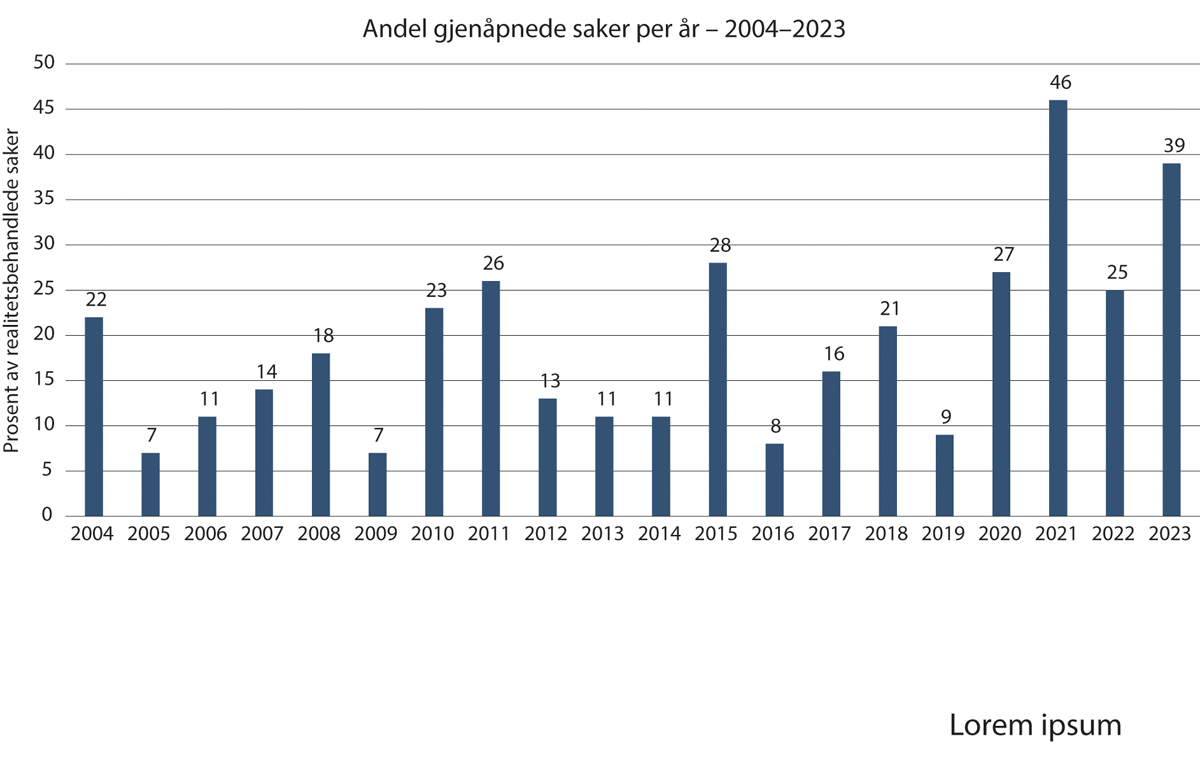 Andel gjenåpnede saker per år – 2004–2023
Prosent av realitetsbehandlede saker
50
45
40
35
30
25
20
15
10
5
0
22 7 11 14 18 7 23 26 13 11 11 28 8 16 21 9 27 46 25 39
2004 2005 2006 2007 2008 2009 2010 2011 2012 2013 2014 2015 2016 2017 2018 2019 2020 2021 2022 2023
Lorem ipsum